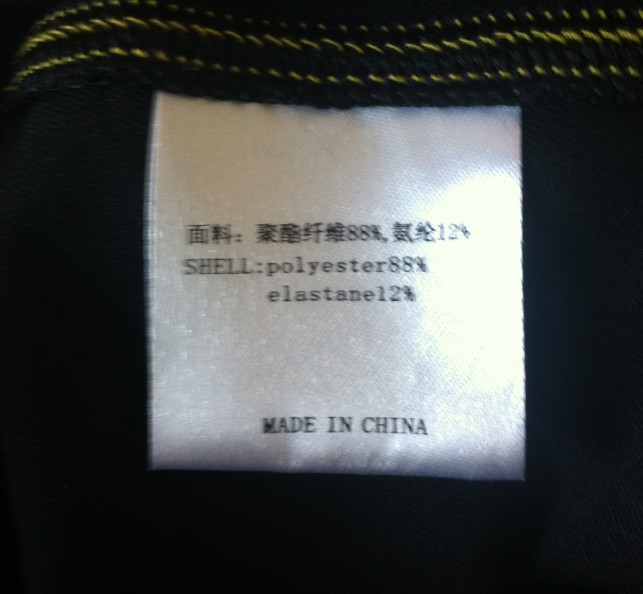 面料：聚酯纤维88%,氨纶12%
SHELL:polyester88%
elastane12%
MADE IN CHINA